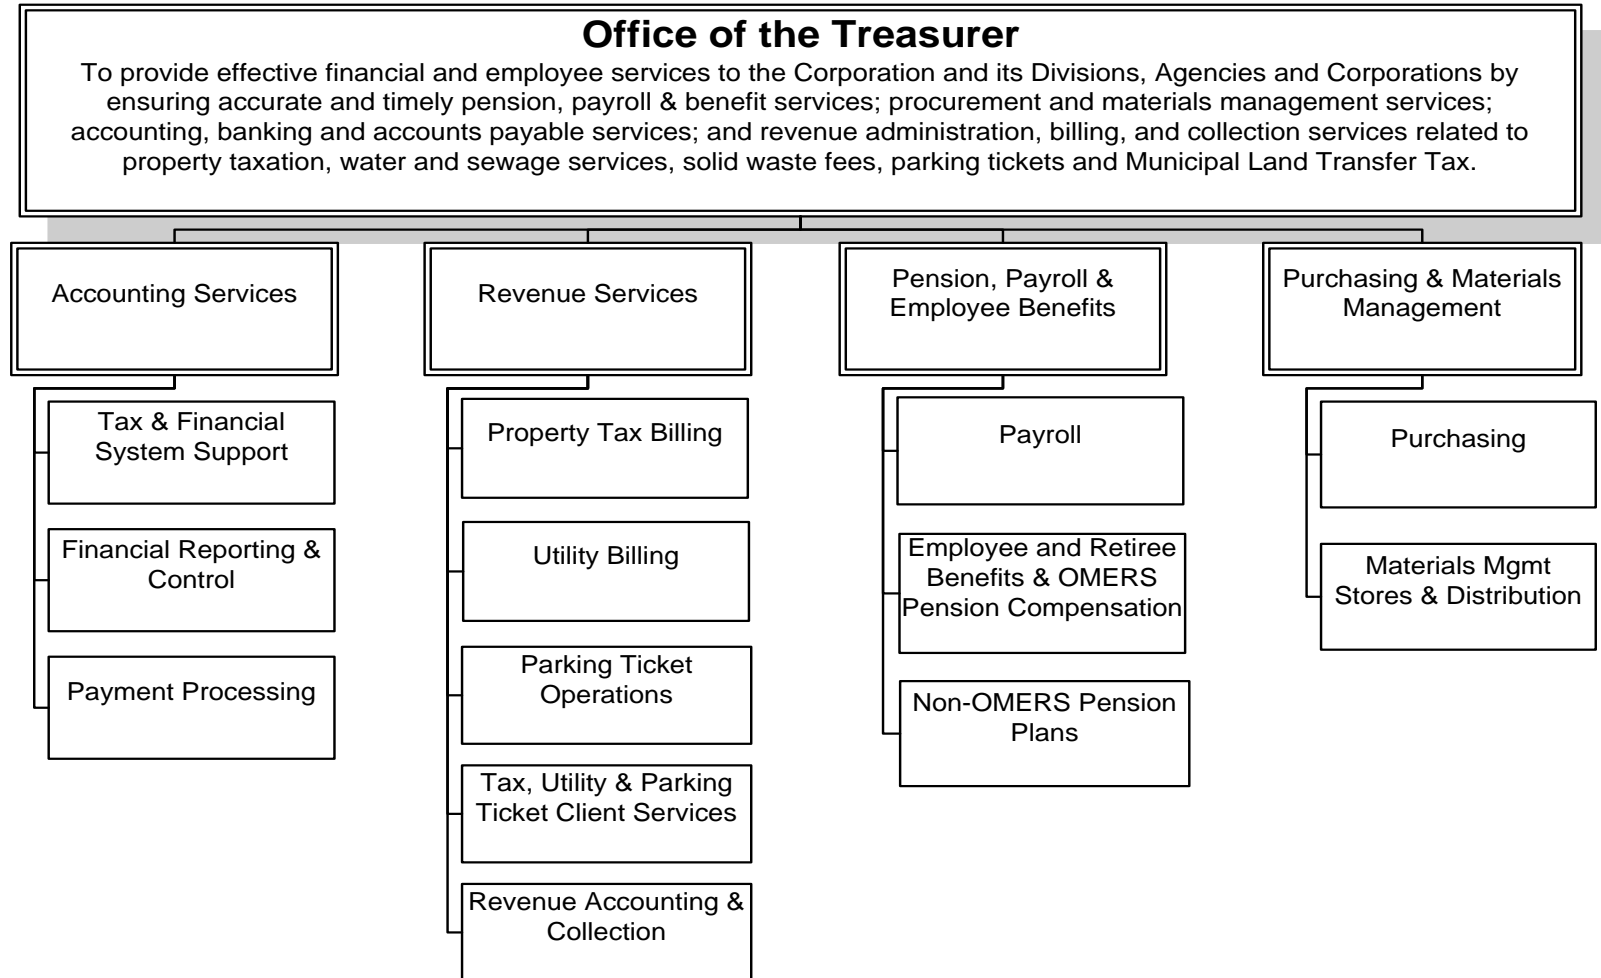 Office of the Treasurer
To provide effective financial and employee services to the Corporation and its Divisions, Agencies and Corporations by
ensuring accurate and timely pension, payroll & benefit services; procurement and materials management services;
accounting, banking and accounts payable services; and revenue administration, billing, and collection services related to
property taxation, water and sewage services, solid waste fees, parking tickets and Municipal Land Transfer Tax.
Accounting Services
Tax & Financial
System Support
Financial Reporting &
Control
Payment Processing
Revenue Services
Property Tax Billing
Utility Billing
Parking Ticket
Operations
Tax, Utility & Parking
Ticket Client Services
Revenue Accounting &
Collection
Pension, Payroll &
Employee Benefits
Payroll
Employee and Retiree
Benefits & OMERS
Pension Compensation
Non-OMERS Pension
Plans
Purchasing & Materials
Management
Purchasing
Materials Mgmt
Stores & Distribution